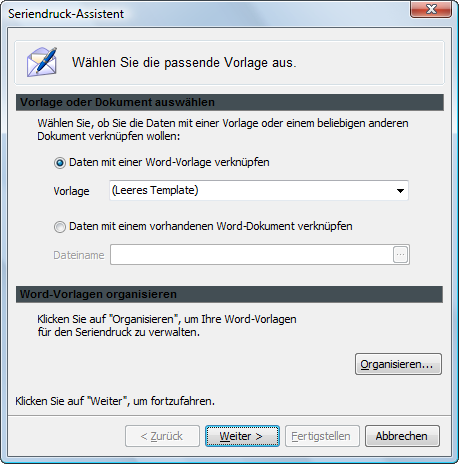 Seriendruck-Assistent
Wählen Sie die passende Vorlage aus.
Vorlage oder Dokument auswählen
Wählen Sie, ob Sie die Daten mit einer Vorlage oder einem beliebigen anderen
Dokument verknüpfen wollen:
Daten mit einer Word-Vorlage verknüpfen
Vorlage (Leeres Template)
Daten mit einem vorhandenen Word-Dokument verknüpfen
Dateiname ...
Word-Vorlagen organisieren
Klicken Sie auf "Organisieren", um Ihre Word-Vorlagen
für den Seriendruck zu verwalten.
Organisieren...
Klicken Sie auf "Weiter", um fortzufahren.
< Zurück Weiter > Fertigstellen Abbrechen